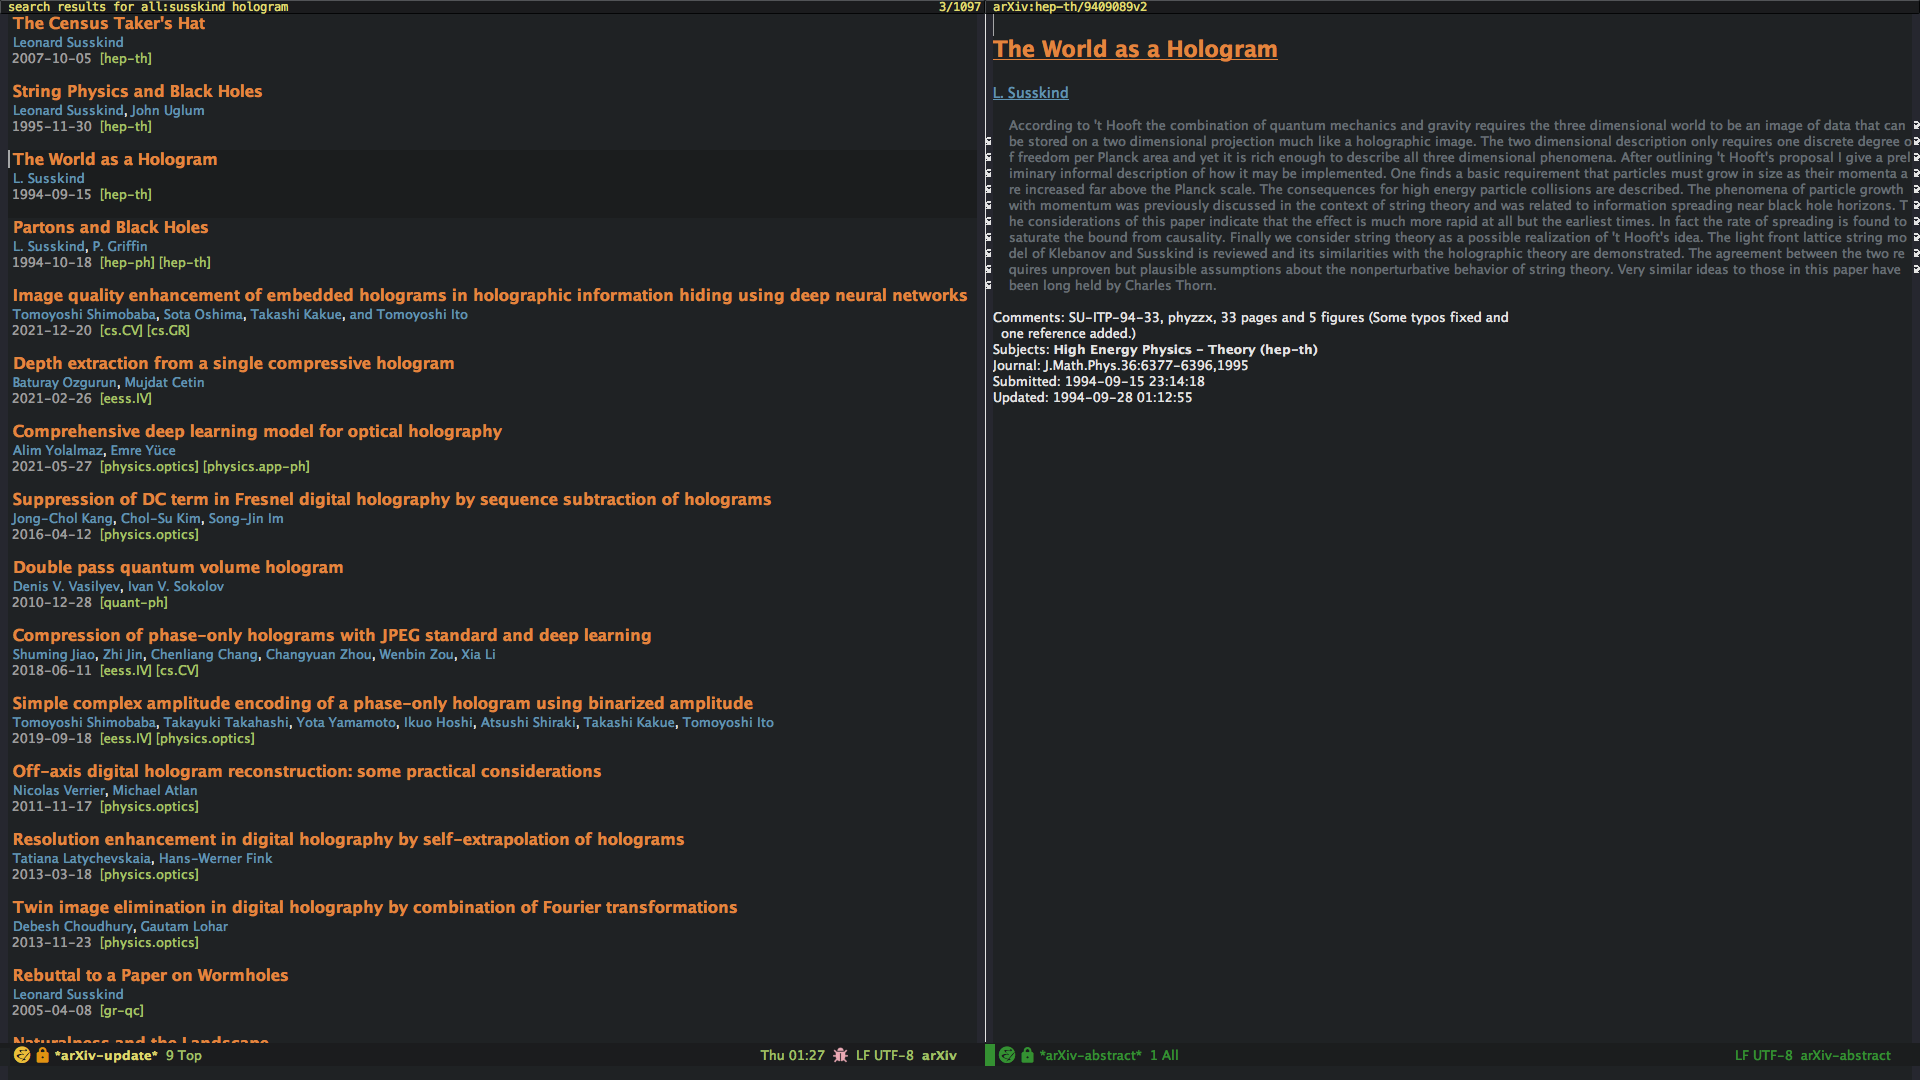 search results for all:susskind hologram 3/1097
The Census Taker's Hat
Leonard Susskind
2007-10-05 [hep-th]
String Physics and Black Holes
Leonard Susskind, John Uglum
1995-11-30 [hep-th]
The World as a Hologram
L. Susskind
1994-09-15 [hep-th]
Partons and Black Holes
L. Susskind, P. Griffin
1994-10-18 [hep-ph] [hep-th]
Image quality enhancement of embedded holograms in holographic information hiding using deep neural networks
Tomoyoshi Shimobaba, Sota Oshima, Takashi Kakue, and Tomoyoshi Ito
2021-12-20 [cs.CV] [cs.GR]
Depth extraction from a single compressive hologram
Baturay Ozgurun, Mujdat Cetin
2021-02-26 [eess.IV]
Comprehensive deep learning model for optical holography
Alim Yolalmaz, Emre Yüce
2021-05-27 [physics.optics] [physics.app-ph]
Suppression of DC term in Fresnel digital holography by sequence subtraction of holograms
Jong-Chol Kang, Chol-Su Kim, Song-Jin Im
2016-04-12 [physics.optics]
Double pass quantum volume hologram
Denis V. Vasilyev, Ivan V. Sokolov
2010-12-28 [quant-ph]
Compression of phase-only holograms with JPEG standard and deep learning
Shuming Jiao, Zhi Jin, Chenliang Chang, Changyuan Zhou, Wenbin Zou, Xia Li
2018-06-11 [eess.IV] [cs.CV]
Simple complex amplitude encoding of a phase-only hologram using binarized amplitude
Tomoyoshi Shimobaba, Takayuki Takahashi, Yota Yamamoto, Ikuo Hoshi, Atsushi Shiraki, Takashi Kakue, Tomoyoshi Ito
2019-09-18 [eess.IV] [physics.optics]
Off-axis digital hologram reconstruction: some practical considerations
Nicolas Verrier, Michael Atlan
2011-11-17 [physics.optics]
Resolution enhancement in digital holography by self-extrapolation of holograms
Tatiana Latychevskaia, Hans-Werner Fink
2013-03-18 [physics.optics]
Twin image elimination in digital holography by combination of Fourier transformations
Debesh Choudhury, Gautam Lohar
2013-11-23 [physics.optics]
Rebuttal to a Paper on Wormholes
Leonard Susskind
2005-04-08 [gr-qc]
Naturalness and the Landscape
*arXiv-update* 9 Top Thu 01:27 LF UTF-8 arXiv
arXiv:hep-th/9409089v2
The World as a Hologram
L. Susskind
According to 't Hooft the combination of quantum mechanics and gravity requires the three dimensional world to be an image of data that can
be stored on a two dimensional projection much like a holographic image. The two dimensional description only requires one discrete degree o
f freedom per Planck area and yet it is rich enough to describe all three dimensional phenomena. After outlining 't Hooft's proposal I give a prel
iminary informal description of how it may be implemented. One finds a basic requirement that particles must grow in size as their momenta a
re increased far above the Planck scale. The consequences for high energy particle collisions are described. The phenomena of particle growth
with momentum was previously discussed in the context of string theory and was related to information spreading near black hole horizons. T
he considerations of this paper indicate that the effect is much more rapid at all but the earliest times. In fact the rate of spreading is found to
saturate the bound from causality. Finally we consider string theory as a possible realization of 't Hooft's idea. The light front lattice string mo
del of Klebanov and Susskind is reviewed and its similarities with the holographic theory are demonstrated. The agreement between the two re
quires unproven but plausible assumptions about the nonperturbative behavior of string theory. Very similar ideas to those in this paper have
been long held by Charles Thorn.
Comments: SU-ITP-94-33, phyzzx, 33 pages and 5 figures (Some typos fixed and
one reference added.)
Subjects: High Energy Physics - Theory (hep-th)
Journal: J.Math.Phys.36:6377-6396,1995
Submitted: 1994-09-15 23:14:18
Updated: 1994-09-28 01:12:55
*arXiv-abstract* 1 All LF UTF-8 arXiv-abstract